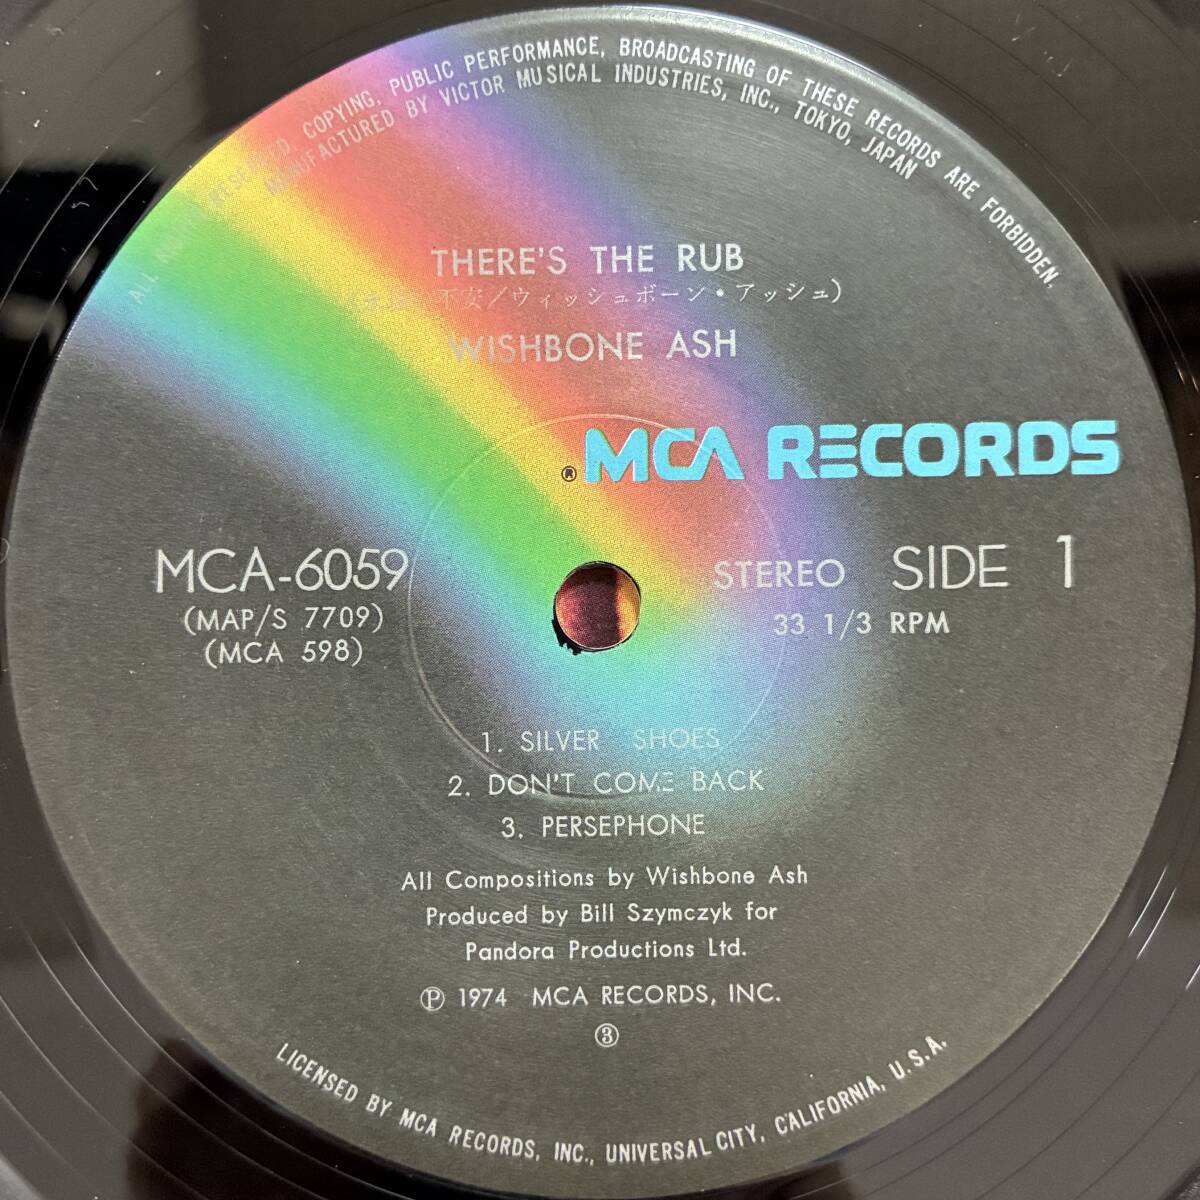 ALL RIGHTS RESERVED, COPYING, PUBLIC PERFORMANCE, BROADCASTING OF THESE RECORDS ARE FORBIDDEN.
MANUFACTURED BY VICTOR MUSICAL INDUSTRIES, INC., TOKYO, JAPAN
THERE'S THE RUB
不安/ウィッシュボーン・アッシュ)
WISHBONE ASH
® MCA RECORDS
MCA-6059
(MAP/S 7709)
(MCA 598)
STEREO SIDE 1
33 1/3 RPM
1. SILVER SHOES
2. DON'T COME BACK
3. PERSEPHONE
All Compositions by Wishbone Ash
Produced by Bill Szymczyk for
Pandora Productions Ltd.
℗ 1974 MCA RECORDS, INC.
③
LICENSED BY MCA RECORDS, INC., UNIVERSAL CITY, CALIFORNIA, U.S.A.